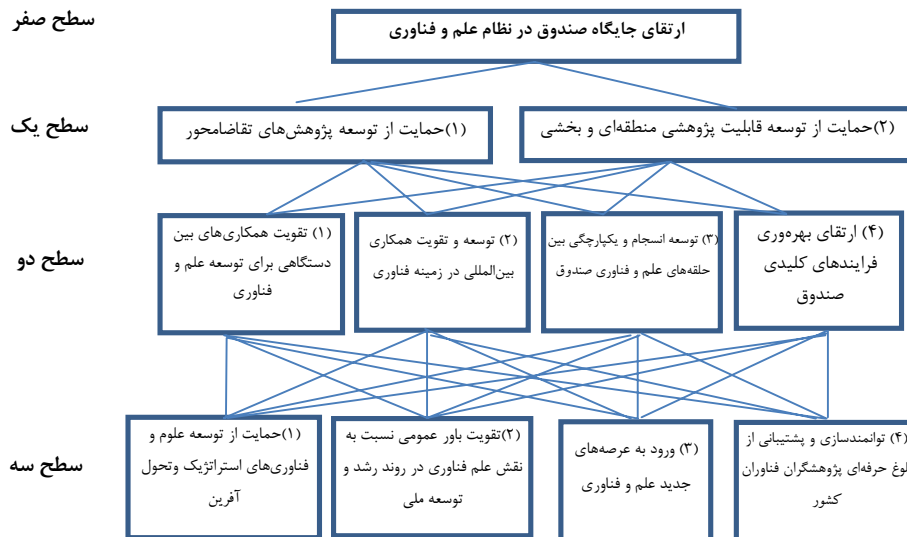 سطح صفر
ارتقای جایگاه صندوق در نظام علم و فناوری
سطح یک
(۲)حمایت از توسعه قابلیت پژوهشی منطقه‌ای و بخشی
(۱)حمایت از توسعه پژوهش‌های تقاضامحور
سطح دو
(۴) ارتقای بهره‌وری
فرایندهای کلیدی
صندوق
(۳) توسعه انسجام و یکپارچگی بین
حلقه‌های علم و فناوری صندوق
(۲) توسعه و تقویت همکاری
بین‌المللی در زمینه فناوری
(۱) تقویت همکاری‌های بین
دستگاهی برای توسعه علم و
فناوری
سطح سه
(۴) توانمندسازی و پشتیبانی از
لوغ حرفه‌ای پژوهشگران فناوران
کشور
(۳) ورود به عرصه‌های
جدید علم و فناوری
(۲)تقویت باور عمومی نسبت به
نقش علم فناوری در روند رشد و
توسعه ملی
(۱)حمایت از توسعه علوم و
فناوری‌های استراتژیک وتحول
آفرین